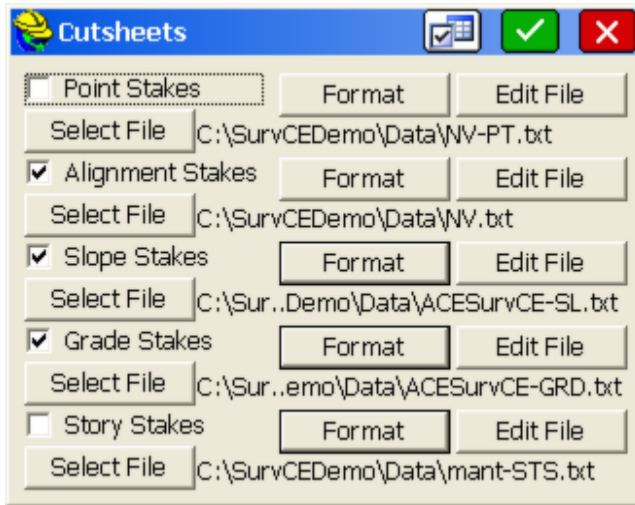 Cutsheets
Point Stakes Format Edit File
Select File C:\SurvCEDemo\Data\NV-PT.txt
Alignment Stakes Format Edit File
Select File C:\SurvCEDemo\Data\NV.txt
Slope Stakes Format Edit File
Select File C:\Sur..Demo\Data\ACESurvCE-SL.txt
Grade Stakes Format Edit File
Select File C:\Sur..emo\Data\ACESurvCE-GRD.txt
Story Stakes Format Edit File
Select File C:\SurvCEDemo\Data\mant-STS.txt